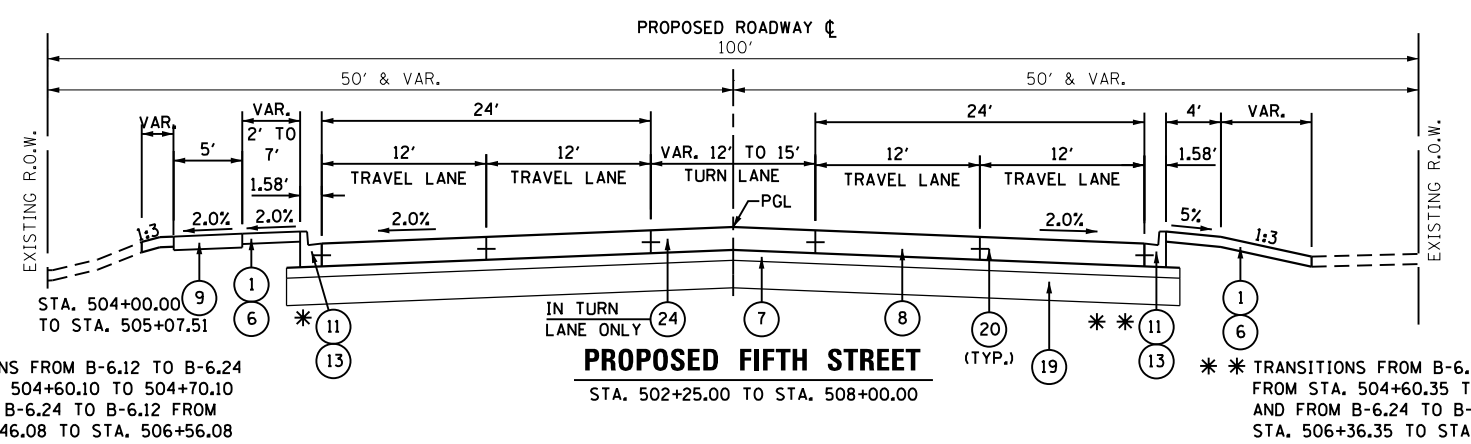 PROPOSED ROADWAY ℄
100'
50' & VAR.
50' & VAR.
EXISTING R.O.W.
EXISTING R.O.W.
VAR.
5'
VAR.
2' TO
7'
1.58'
24'
12'
TRAVEL LANE
12'
TRAVEL LANE
VAR. 12' TO 15'
TURN LANE
24'
12'
TRAVEL LANE
12'
TRAVEL LANE
4'
VAR.
1.58'
PGL
1:3
2.0%
2.0%
2.0%
2.0%
5%
1:3
STA. 504+00.00
TO STA. 505+07.51
9
1
6
*
11
13
IN TURN
LANE ONLY
24
7
8
20
(TYP.)
19
* *
11
13
1
6
PROPOSED FIFTH STREET
STA. 502+25.00 TO STA. 508+00.00
NS FROM B-6.12 TO B-6.24
504+60.10 TO 504+70.10
B-6.24 TO B-6.12 FROM
46.08 TO STA. 506+56.08
* * TRANSITIONS FROM B-6.
FROM STA. 504+60.35 T
AND FROM B-6.24 TO B-
STA. 506+36.35 TO STA